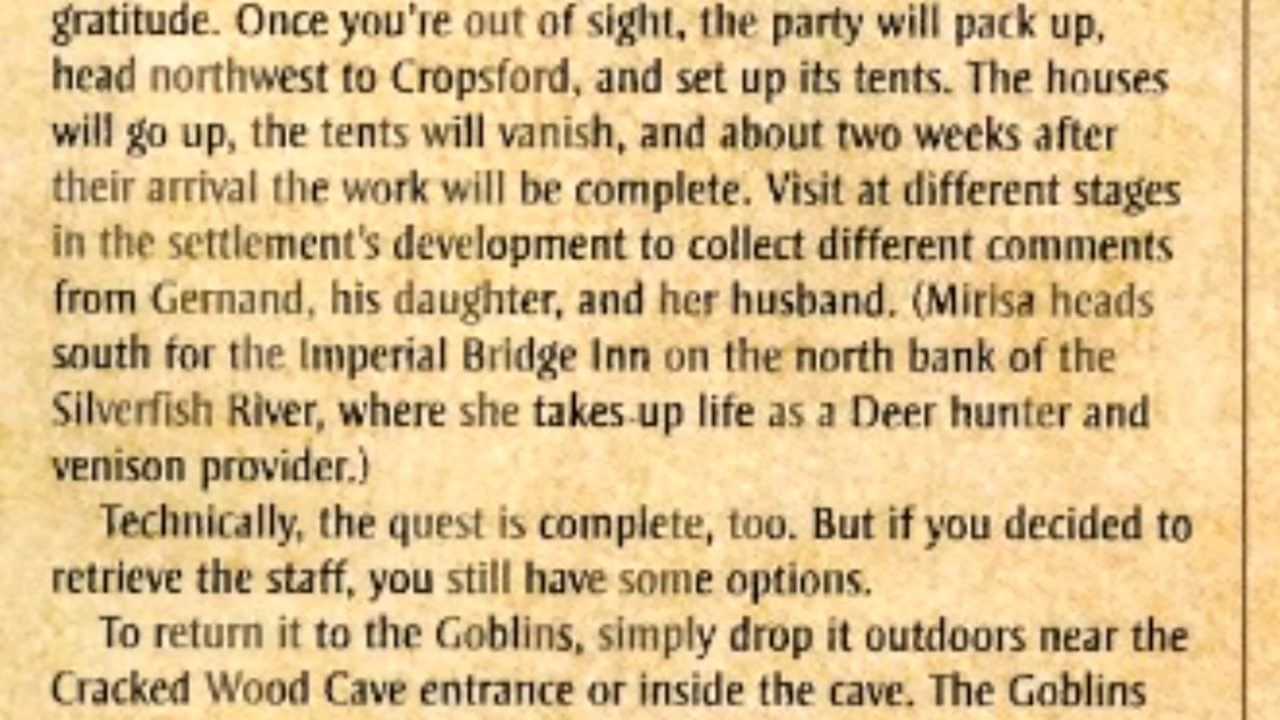 gratitude. Once you're out of sight, the party will pack up,
head northwest to Cropsford, and set up its tents. The houses
will go up, the tents will vanish, and about two weeks after
their arrival the work will be complete. Visit at different stages
in the settlement's development to collect different comments
from Gernand, his daughter, and her husband. (Mirisa heads
south for the Imperial Bridge Inn on the north bank of the
Silverfish River, where she takes up life as a Deer hunter and
venison provider.)
Technically, the quest is complete, too. But if you decided to
retrieve the staff, you still have some options.
To return it to the Goblins, simply drop it outdoors near the
Cracked Wood Cave entrance or inside the cave. The Goblins